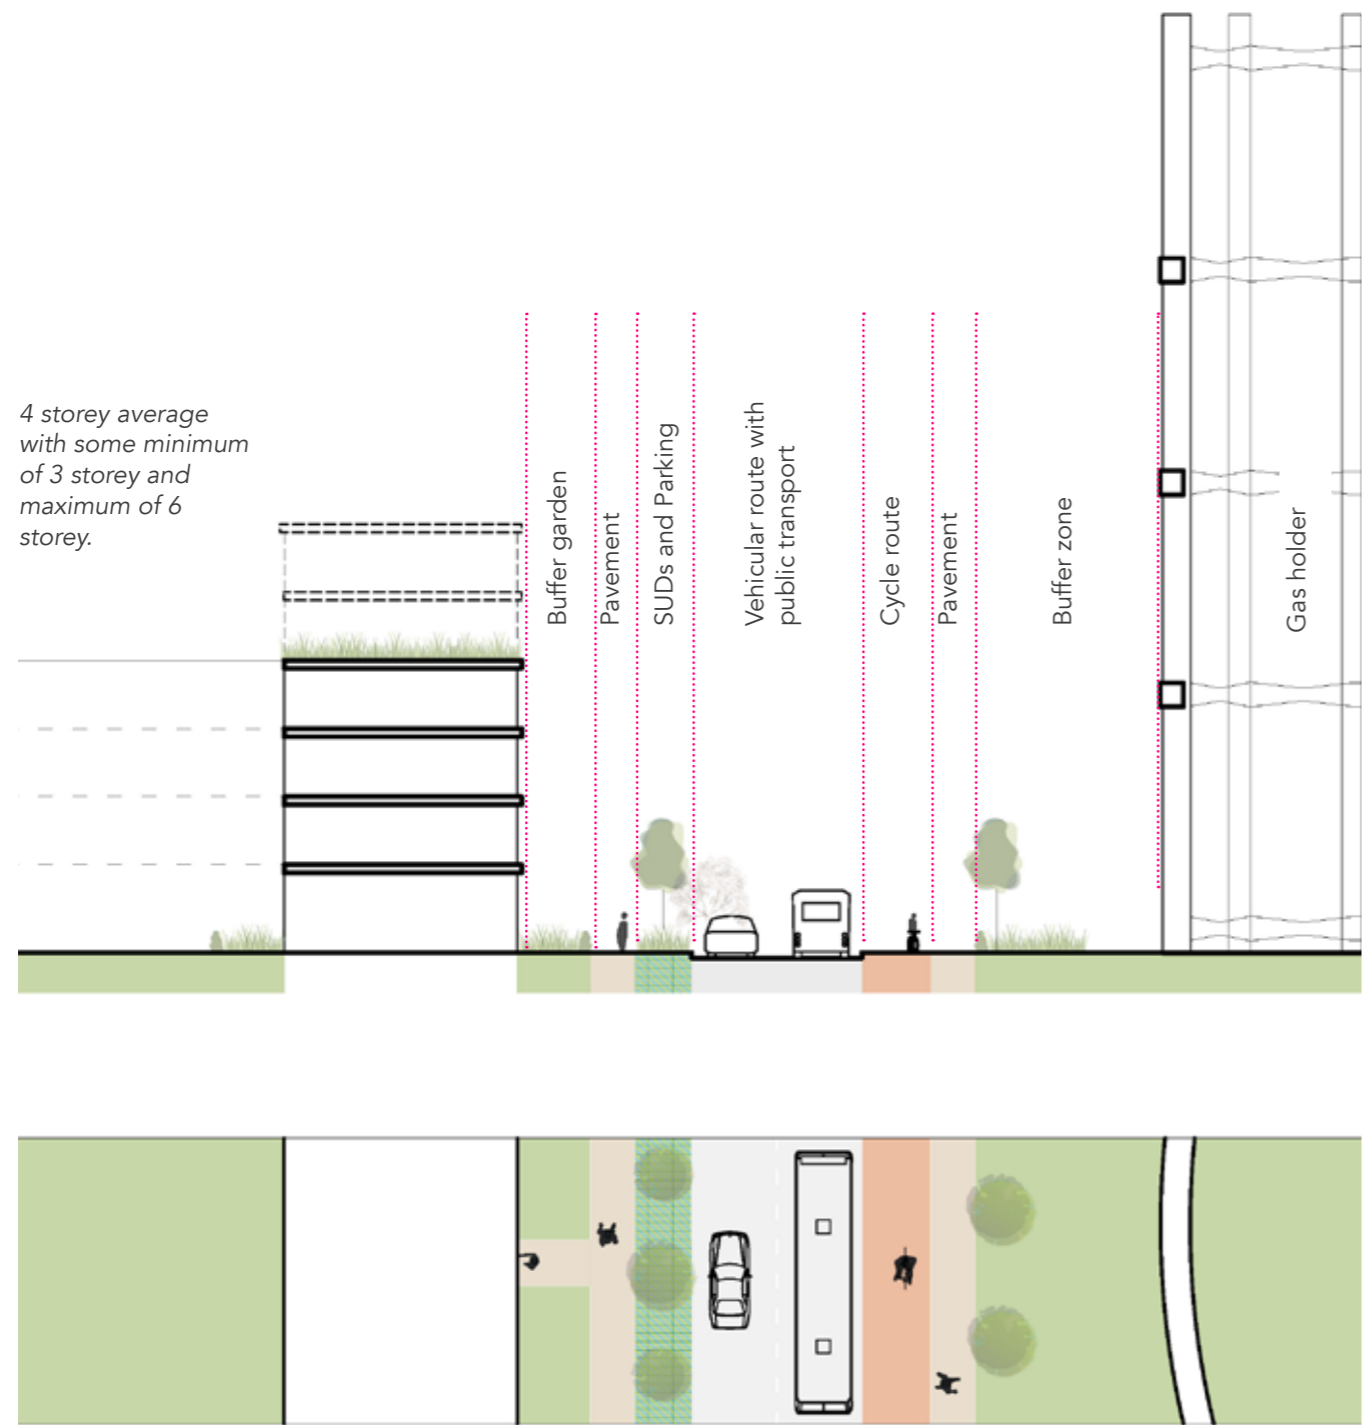 4 storey average
with some minimum
of 3 storey and
maximum of 6
storey.
Buffer garden
Pavement
SUDs and Parking
Vehicular route with
public transport
Cycle route
Pavement
Buffer zone
Gas holder